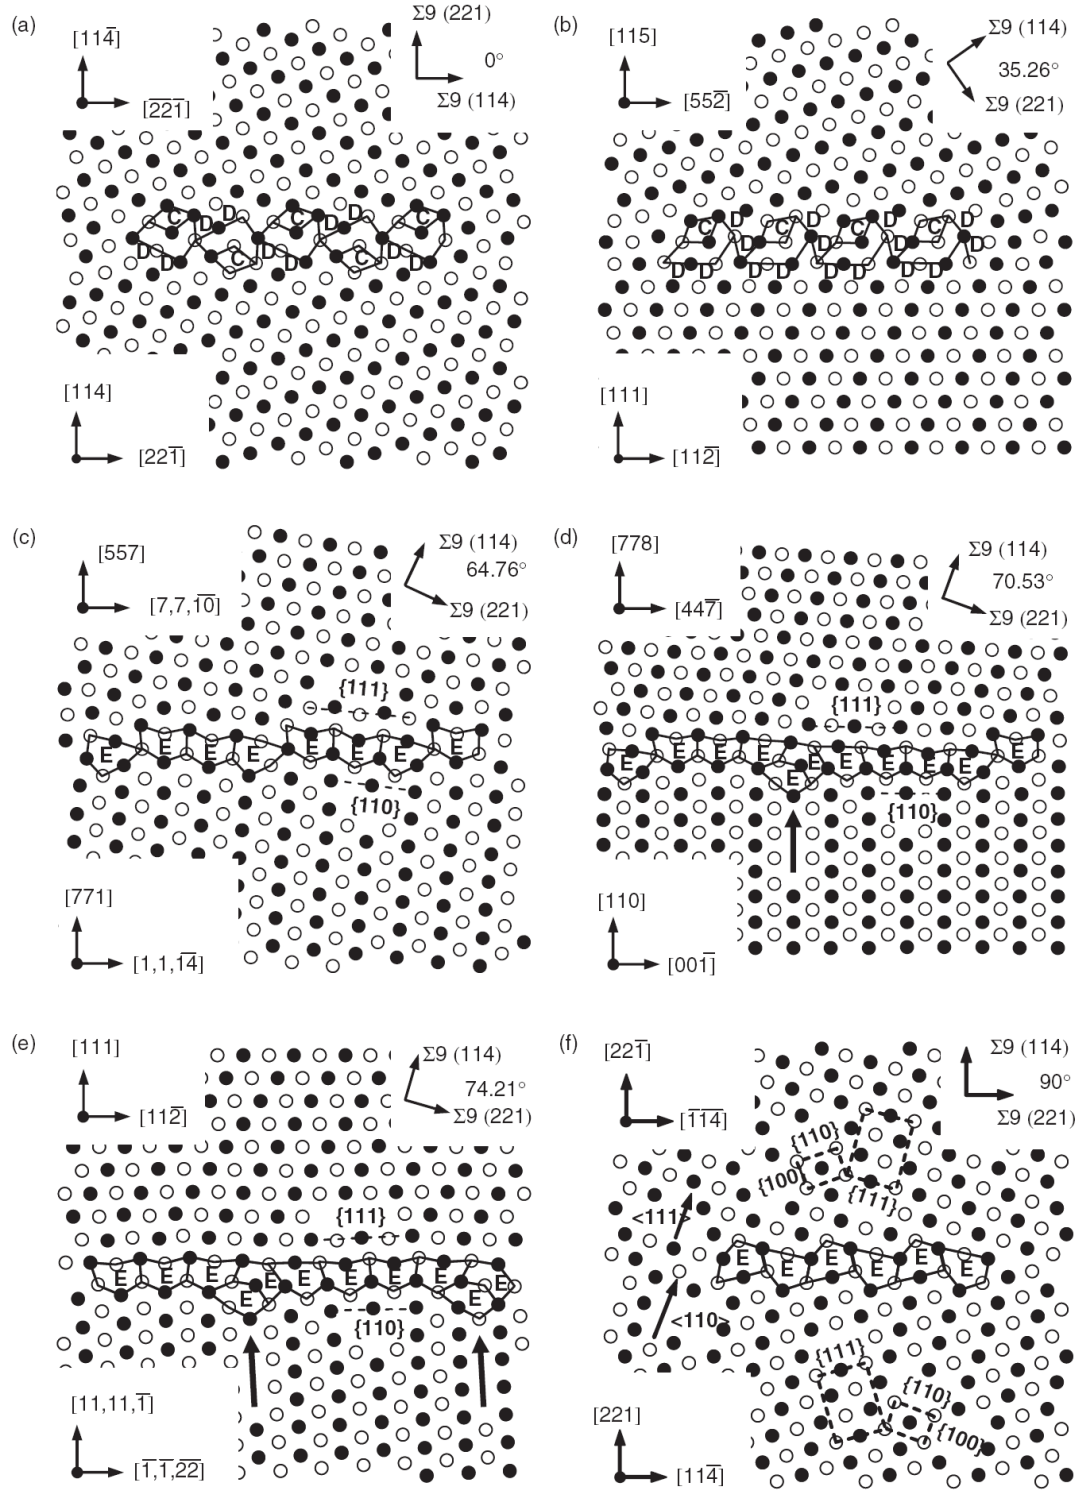 (a)
[114̄]
[2̄2̄1̄]
Σ9 (221)
0°
Σ9 (114)
C D D C D D C
D D C D D C D D
[114]
[221̄]
(b)
[115]
[552̄]
Σ9 (114)
35.26°
Σ9 (221)
C D C D C D C D
D D D D
D D D D D D D D
[111]
[112̄]
(c)
[557]
[7,7,1̄0̄]
Σ9 (114)
64.76°
Σ9 (221)
{111}
E E E E E E E E
{110}
[771]
[1,1,1̄4̄]
(d)
[778]
[447̄]
Σ9 (114)
70.53°
Σ9 (221)
{111}
E E E E E E E E E E E
{110}
[110]
[001̄]
(e)
[111]
[112̄]
Σ9 (114)
74.21°
Σ9 (221)
{111}
E E E E E E E E E E E
{110}
[11,11,1̄]
[1̄,1̄,2̄2̄]
(f)
[221̄]
[1̄1̄4̄]
Σ9 (114)
90°
Σ9 (221)
{110}
{100}
{111}
<111>
E E E E E E
<110>
{111}
{110}
{100}
[221]
[114̄]